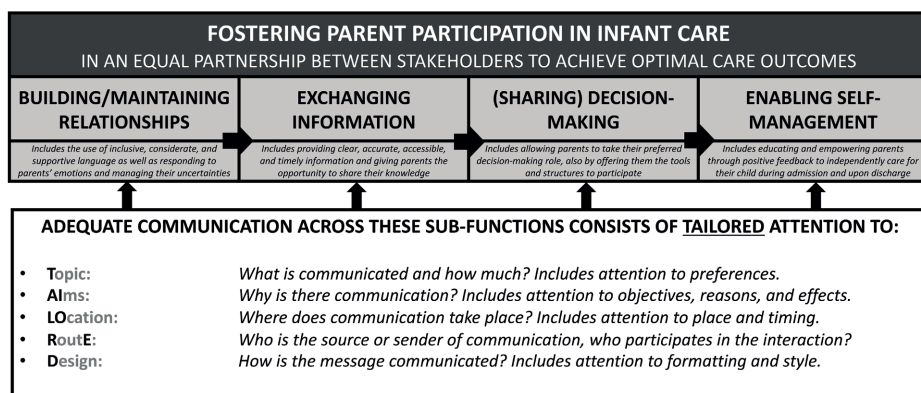 FOSTERING PARENT PARTICIPATION IN INFANT CARE
IN AN EQUAL PARTNERSHIP BETWEEN STAKEHOLDERS TO ACHIEVE OPTIMAL CARE OUTCOMES
BUILDING/MAINTAINING
RELATIONSHIPS
Includes the use of inclusive, considerate, and
supportive language as well as responding to
parents' emotions and managing their uncertainties
EXCHANGING
INFORMATION
Includes providing clear, accurate, accessible,
and timely information and giving parents the
opportunity to share their knowledge
(SHARING) DECISION-
MAKING
Includes allowing parents to take their preferred
decision-making role, also by offering them the tools
and structures to participate
ENABLING SELF-
MANAGEMENT
Includes educating and empowering parents
through positive feedback to independently care for
their child during admission and upon discharge
ADEQUATE COMMUNICATION ACROSS THESE SUB-FUNCTIONS CONSISTS OF TAILORED ATTENTION TO:
• Topic: What is communicated and how much? Includes attention to preferences.
• AIms: Why is there communication? Includes attention to objectives, reasons, and effects.
• LOcation: Where does communication take place? Includes attention to place and timing.
• RoutE: Who is the source or sender of communication, who participates in the interaction?
• Design: How is the message communicated? Includes attention to formatting and style.